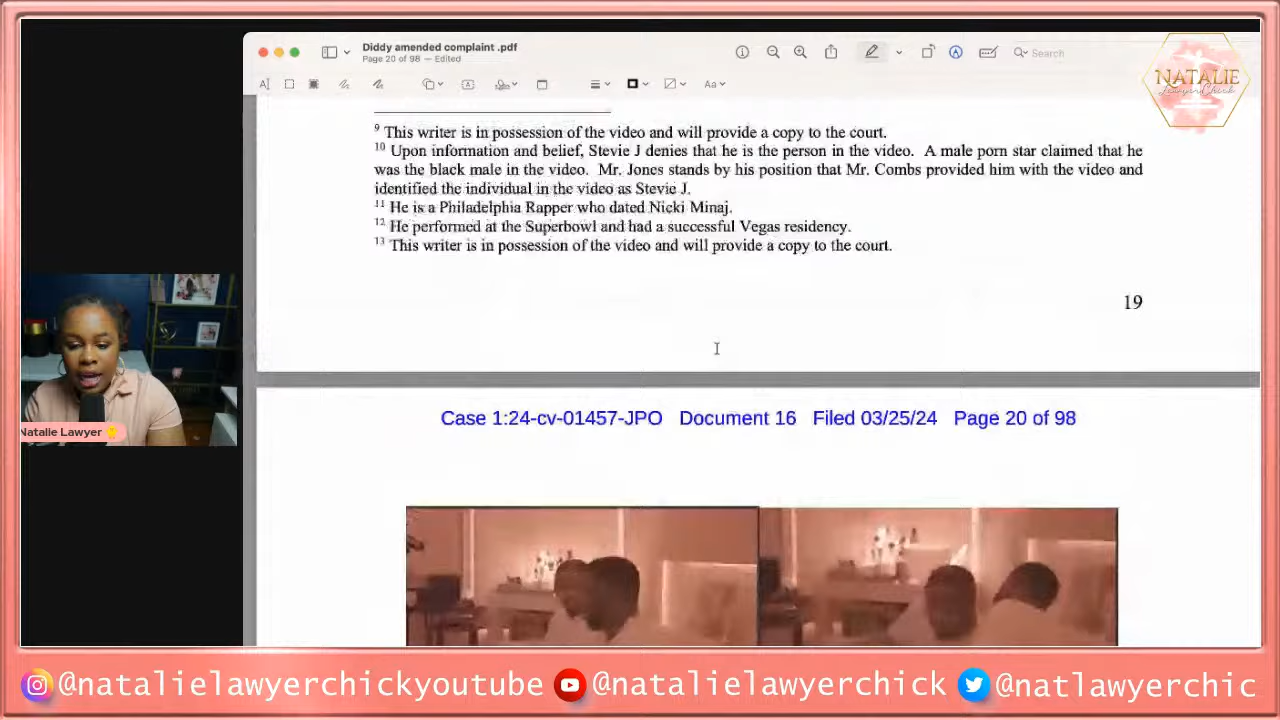 Diddy amended complaint .pdf
Page 20 of 98 — Edited
Search
NATALIE
LawyerChick
9 This writer is in possession of the video and will provide a copy to the court.
10 Upon information and belief, Stevie J denies that he is the person in the video. A male porn star claimed that he
was the black male in the video. Mr. Jones stands by his position that Mr. Combs provided him with the video and
identified the individual in the video as Stevie J.
11 He is a Philadelphia Rapper who dated Nicki Minaj.
12 He performed at the Superbowl and had a successful Vegas residency.
13 This writer is in possession of the video and will provide a copy to the court.
19
Case 1:24-cv-01457-JPO Document 16 Filed 03/25/24 Page 20 of 98
Natalie Lawyer
@natalielawyerchickyoutube @natalielawyerchick @natlawyerchic